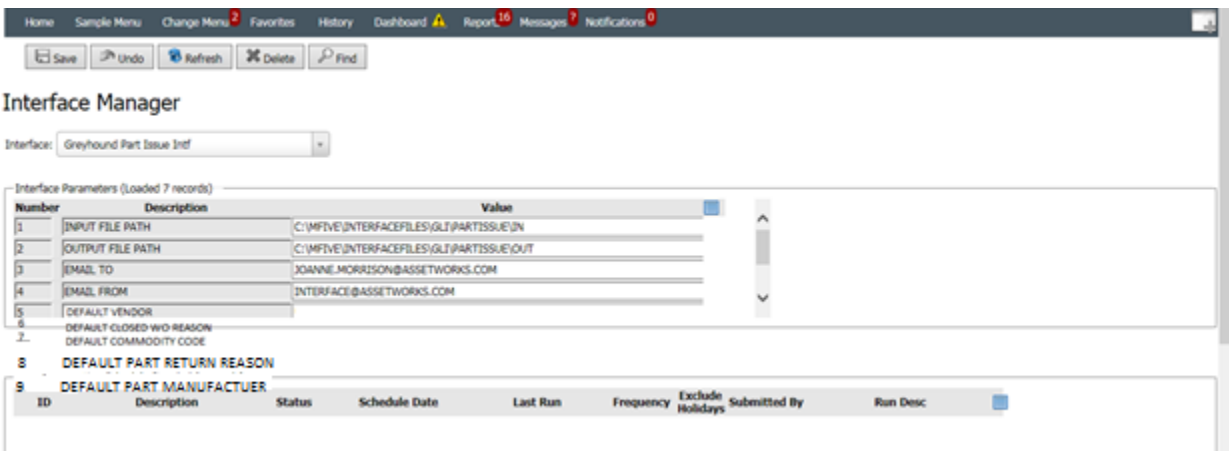 Home Sample Menu Change Menu 2 Favorites History Dashboard Report 16 Messages 7 Notifications 0
Save Undo Refresh Delete Find
Interface Manager
Interface: Greyhound Part Issue Intf
Interface Parameters (Loaded 7 records)
Number Description Value
1 INPUT FILE PATH C:\MFIVE\INTERFACEFILES\GLI\PARTISSUE\IN
2 OUTPUT FILE PATH C:\MFIVE\INTERFACEFILES\GLI\PARTISSUE\OUT
3 EMAIL TO JOANNE.MORRISON@ASSETWORKS.COM
4 EMAIL FROM INTERFACE@ASSETWORKS.COM
5 DEFAULT VENDOR
6 DEFAULT CLOSED WO REASON
7 DEFAULT COMMODITY CODE
8 DEFAULT PART RETURN REASON
9 DEFAULT PART MANUFACTUER
ID Description Status Schedule Date Last Run Frequency Exclude Holidays Submitted By Run Desc